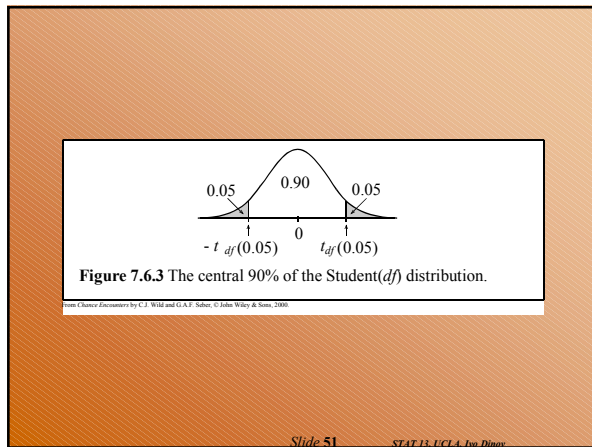 0.05 0.90 0.05
0
- t df (0.05) tdf (0.05)
Figure 7.6.3 The central 90% of the Student(df) distribution.
From Chance Encounters by C.J. Wild and G.A.F. Seber, © John Wiley & Sons, 2000.
Slide 51 STAT 13, UCLA, Ivo Dinov